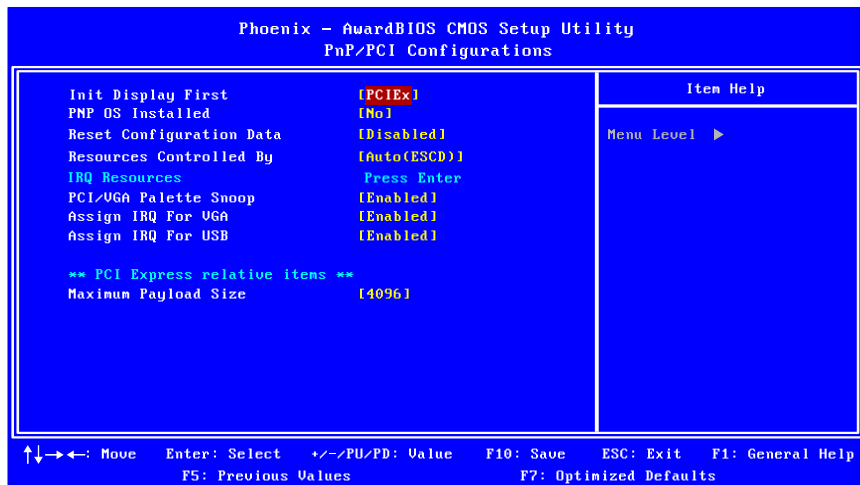 Phoenix – AwardBIOS CMOS Setup Utility
PnP/PCI Configurations
Init Display First [PCIEx]
PNP OS Installed [No]
Reset Configuration Data [Disabled]
Resources Controlled By [Auto(ESCD)]
IRQ Resources Press Enter
PCI/VGA Palette Snoop [Enabled]
Assign IRQ For VGA [Enabled]
Assign IRQ For USB [Enabled]
** PCI Express relative items **
Maximum Payload Size [4096]
Item Help
Menu Level ▶
↑↓→←: Move Enter: Select +/-/PU/PD: Value F10: Save ESC: Exit F1: General Help
F5: Previous Values F7: Optimized Defaults